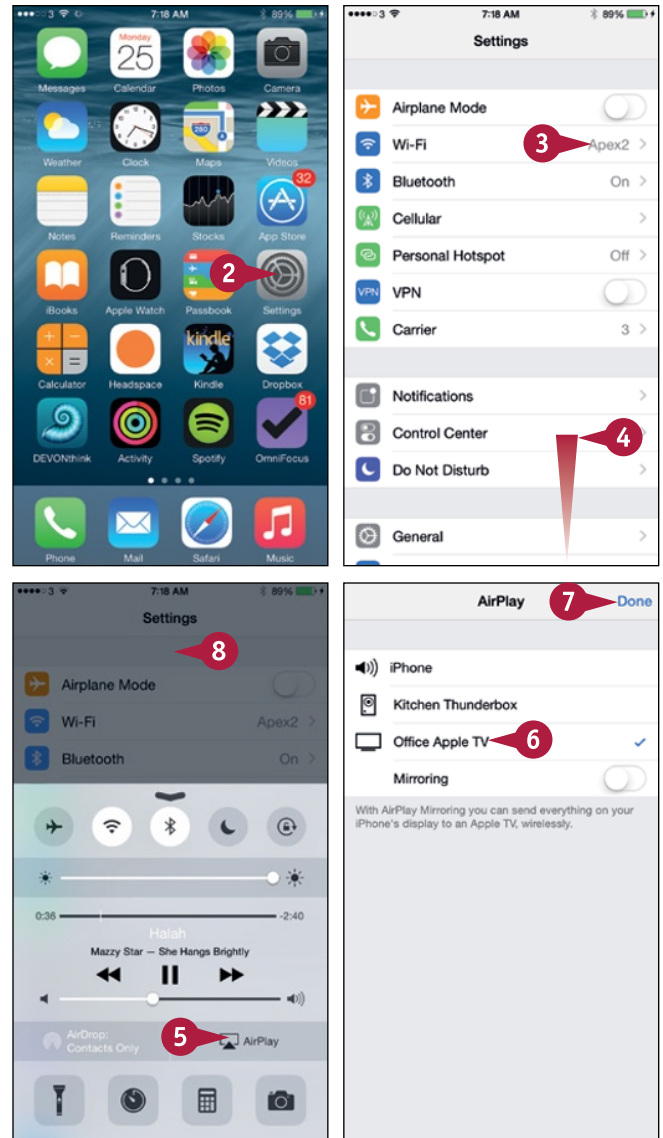 3 7:18 AM 89%
Monday
25
280
32
Messages Calendar Photos Camera
Weather Clock Maps Videos
Notes Reminders Stocks App Store
2
iBooks Apple Watch Passbook Settings
kindle
81
Calculator Headspace Kindle Dropbox
DEVONthink Activity Spotify OmniFocus
Phone Mail Safari Music
3 7:18 AM 89%
Settings
Airplane Mode
Wi-Fi 3 Apex2
Bluetooth On
Cellular
Personal Hotspot Off
VPN VPN
Carrier 3
Notifications
Control Center 4
Do Not Disturb
General
3 7:18 AM 89%
Settings
8
Airplane Mode
Wi-Fi Apex2
Bluetooth On
0:36 -2:40
Halah
Mazzy Star — She Hangs Brightly
AirDrop:
Contacts Only
5 AirPlay
AirPlay 7 Done
iPhone
Kitchen Thunderbox
Office Apple TV 6
Mirroring
With AirPlay Mirroring you can send everything on your
iPhone's display to an Apple TV, wirelessly.